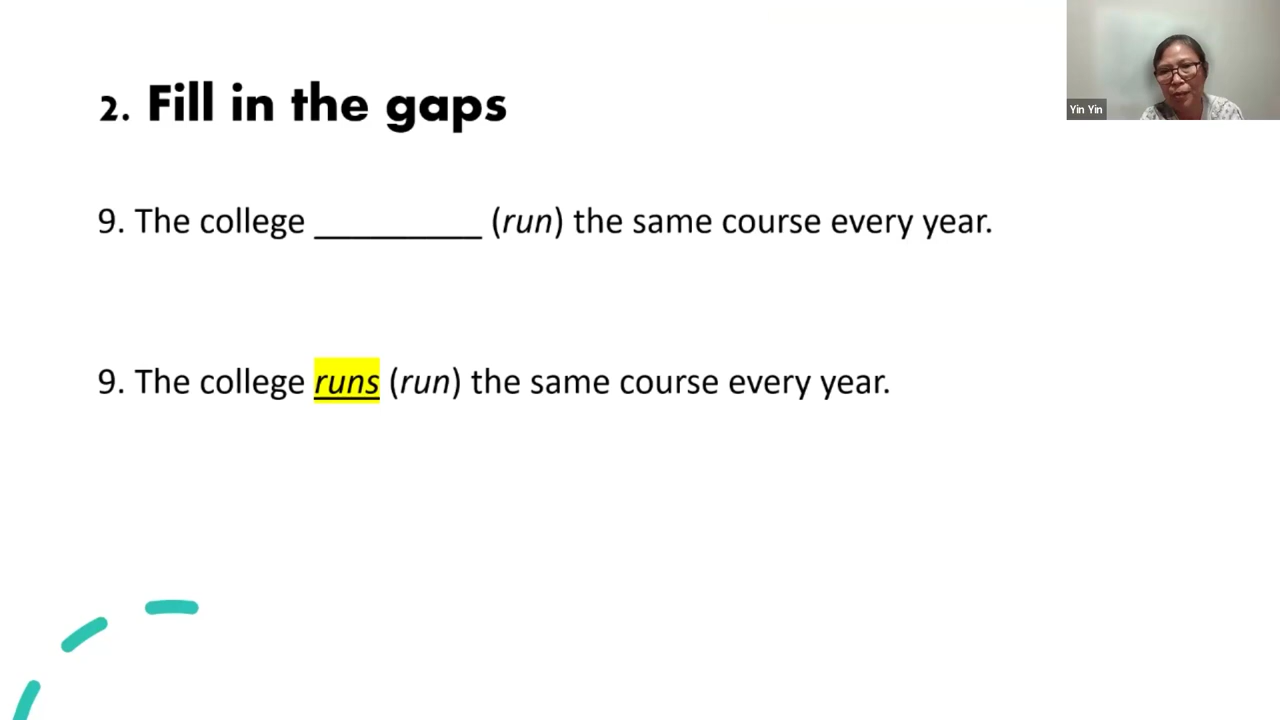 2. Fill in the gaps
Yin Yin
9. The college __________ (run) the same course every year.
9. The college runs (run) the same course every year.